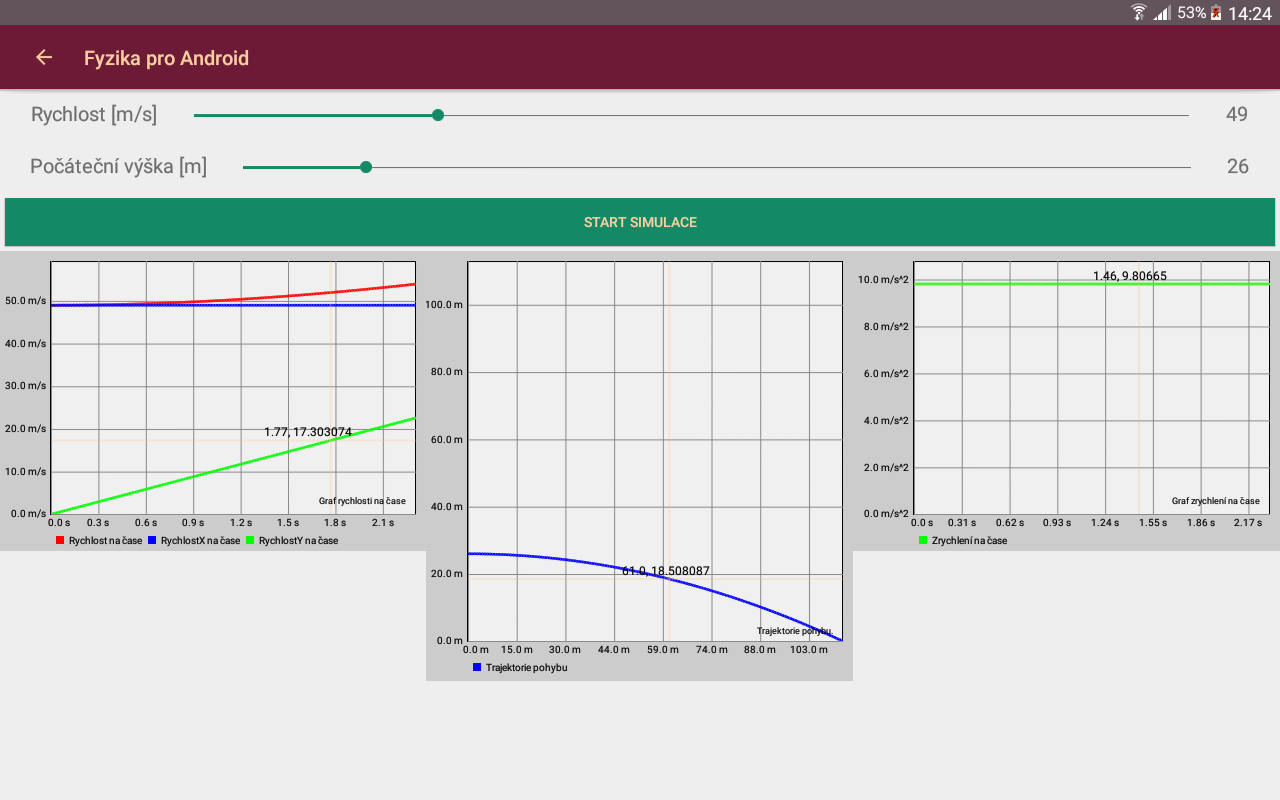 53% 14:24
Fyzika pro Android
Rychlost [m/s] 49
Počáteční výška [m] 26
START SIMULACE
50.0 m/s
40.0 m/s
30.0 m/s
20.0 m/s
10.0 m/s
0.0 m/s
1.77, 17.303074
Graf rychlosti na čase
0.0 s 0.3 s 0.6 s 0.9 s 1.2 s 1.5 s 1.8 s 2.1 s
Rychlost na čase RychlostX na čase RychlostY na čase
100.0 m
80.0 m
60.0 m
40.0 m
20.0 m
0.0 m
61.0, 18.508087
Trajektorie pohybu
0.0 m 15.0 m 30.0 m 44.0 m 59.0 m 74.0 m 88.0 m 103.0 m
Trajektorie pohybu
10.0 m/s^2
8.0 m/s^2
6.0 m/s^2
4.0 m/s^2
2.0 m/s^2
0.0 m/s^2
1.46, 9.80665
Graf zrychlení na čase
0.0 s 0.31 s 0.62 s 0.93 s 1.24 s 1.55 s 1.86 s 2.17 s
Zrychlení na čase